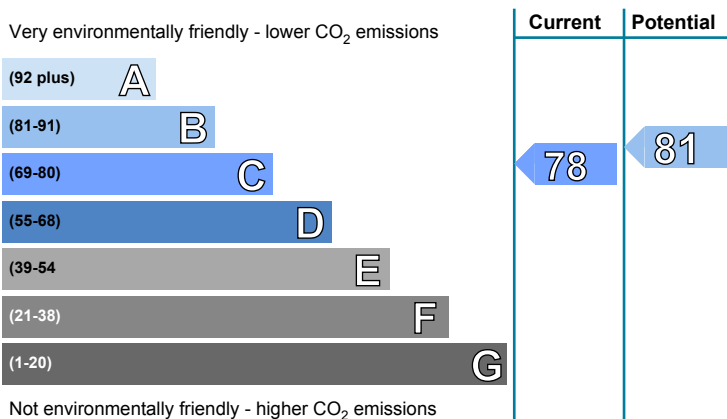 Very environmentally friendly - lower CO2 emissions
Current
Potential
(92 plus) A
(81-91) B
(69-80) C
(55-68) D
(39-54 E
(21-38) F
(1-20) G
78
81
Not environmentally friendly - higher CO2 emissions